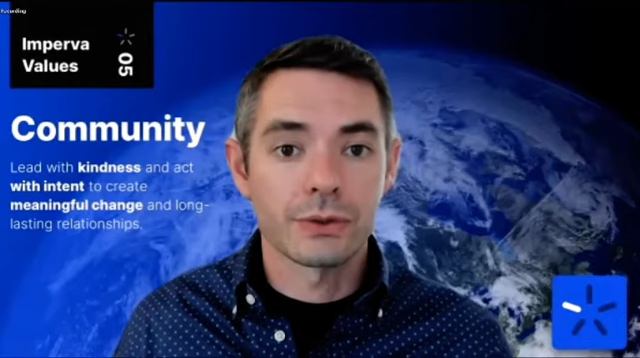 Recording
Imperva
Values
05
Community
Lead with kindness and act
with intent to create
meaningful change and long-
lasting relationships.